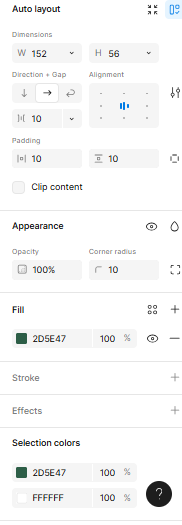 Auto layout
Dimensions
W 152 H 56
Direction + Gap Alignment
10
Padding
10 10
Clip content
Appearance
Opacity Corner radius
100% 10
Fill
2D5E47 100 %
Stroke
Effects
Selection colors
2D5E47 100 %
FFFFFF 100 %
?